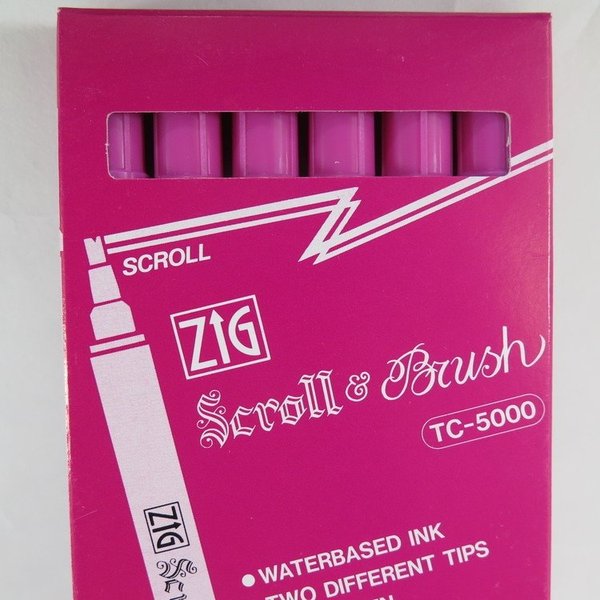 SCROLL
ZIG
Scroll & Brush
TC-5000
ZIG
• WATERBASED INK
TWO DIFFERENT TIPS